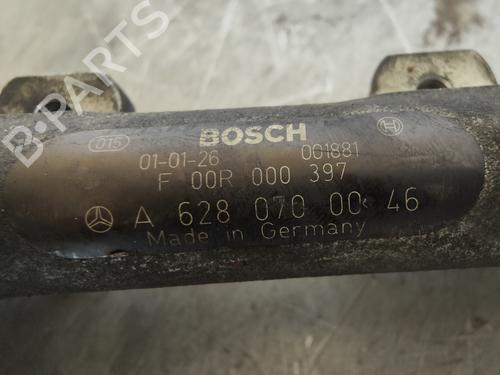 B-PARTS
015
BOSCH
01-01-26 001881
F 00R 000 397
A 628 070 00 46
Made in Germany